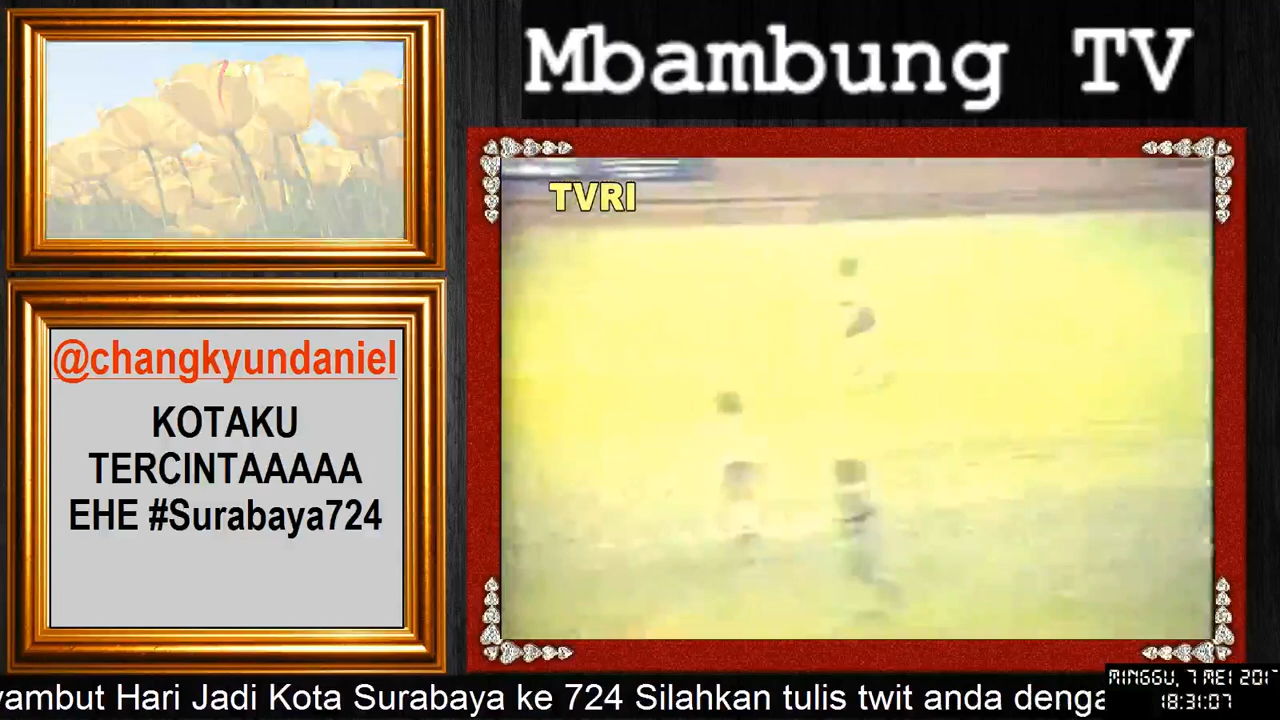 Mbambung TV
TVRI
@changkyundaniel
KOTAKU
TERCINTAAAAA
EHE #Surabaya724
yambut Hari Jadi Kota Surabaya ke 724 Silahkan tulis twit anda denga
MINGGU, 7 MEI 2017
18:31:07